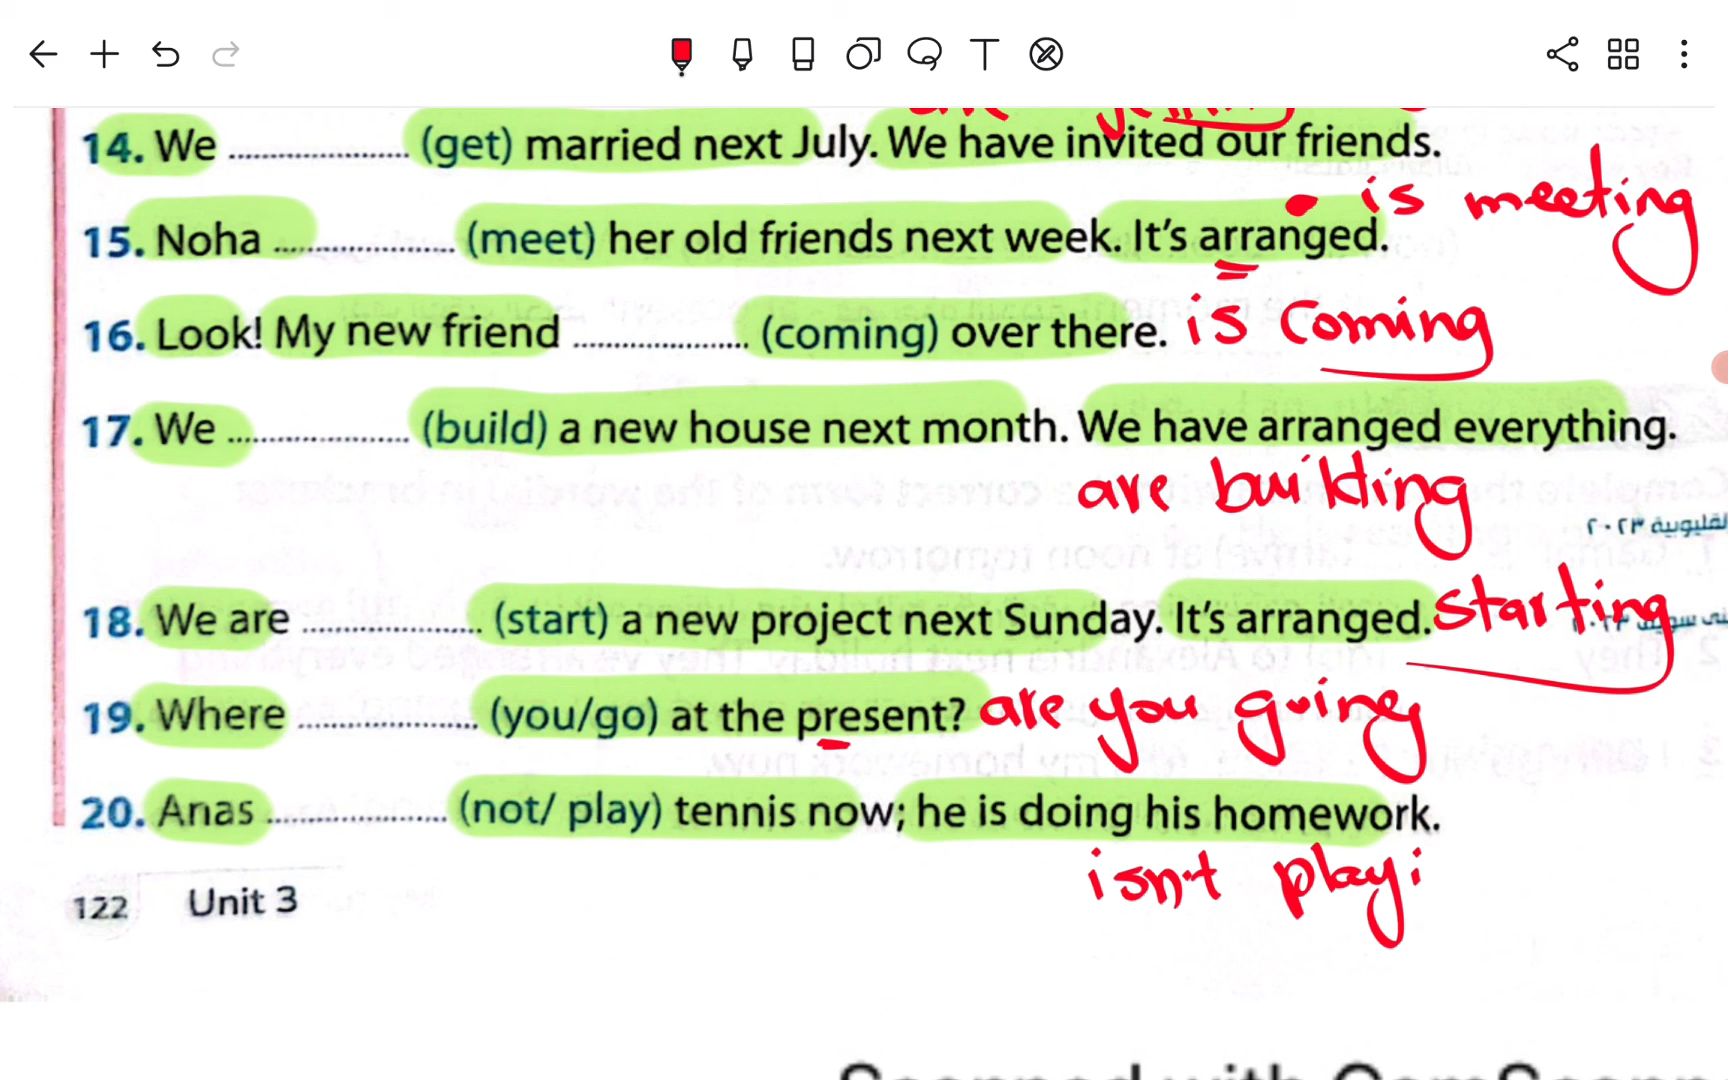 14. We .................... (get) married next July. We have invited our friends.
is meeting
15. Noha .................... (meet) her old friends next week. It's arranged.
16. Look! My new friend .................... (coming) over there. is coming
17. We .................... (build) a new house next month. We have arranged everything.
are building
القليوبية ٢٠٢٣
18. We are .................... (start) a new project next Sunday. It's arranged. starting
19. Where .................... (you/go) at the present? are you going
20. Anas .................... (not/ play) tennis now; he is doing his homework.
isn't playi
122 Unit 3